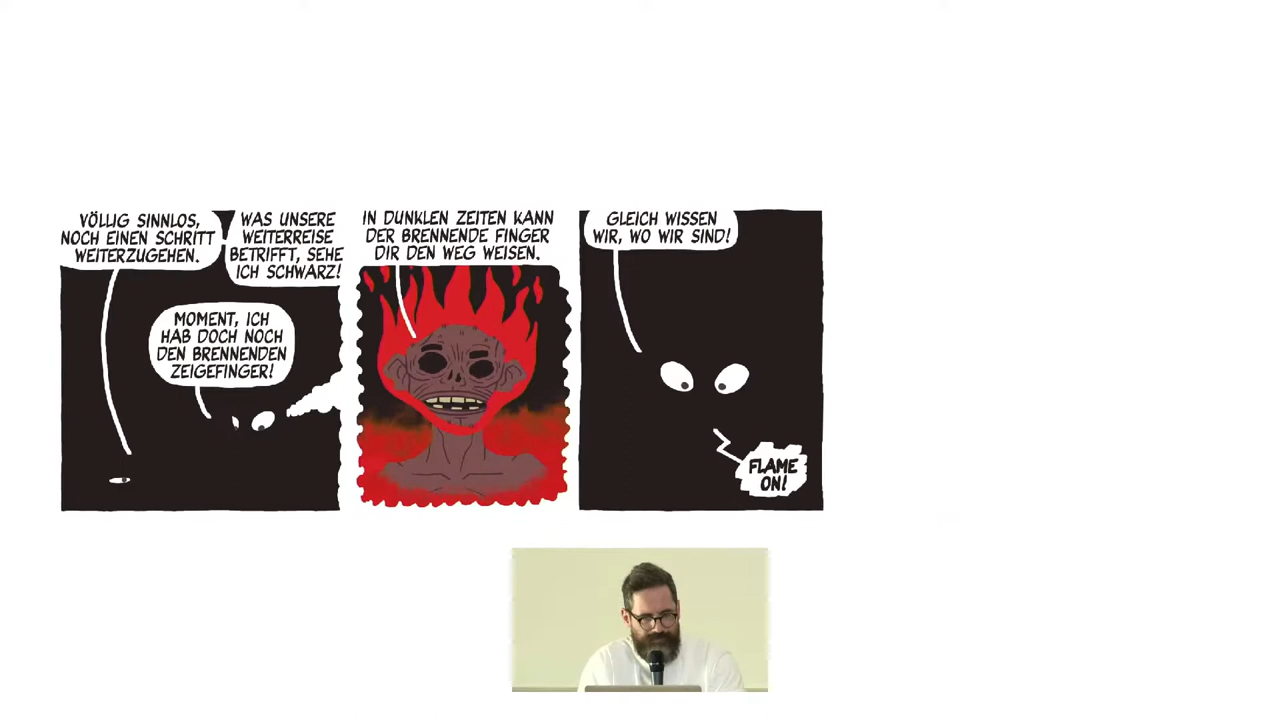 VÖLLIG SINNLOS,
NOCH EINEN SCHRITT
WEITERZUGEHEN.
WAS UNSERE
WEITERREISE
BETRIFFT, SEHE
ICH SCHWARZ!
MOMENT, ICH
HAB DOCH NOCH
DEN BRENNENDEN
ZEIGEFINGER!
IN DUNKLEN ZEITEN KANN
DER BRENNENDE FINGER
DIR DEN WEG WEISEN.
GLEICH WISSEN
WIR, WO WIR SIND!
FLAME
ON!